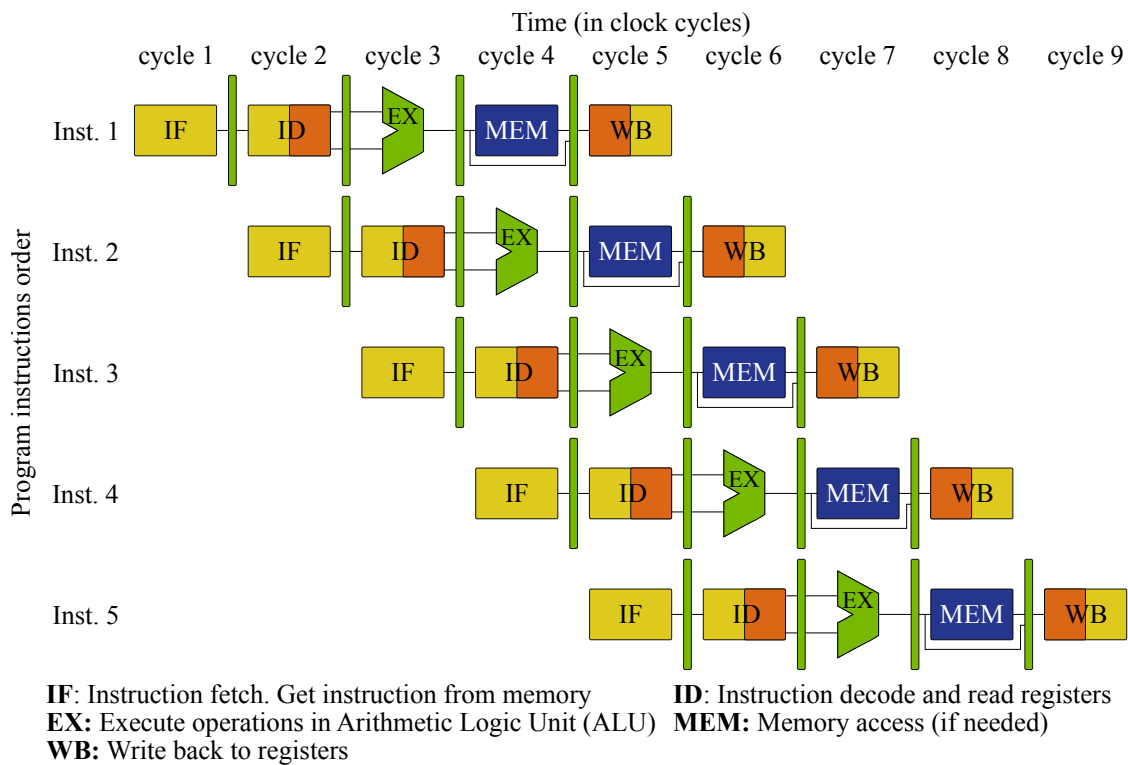 Time (in clock cycles)
cycle 1 cycle 2 cycle 3 cycle 4 cycle 5 cycle 6 cycle 7 cycle 8 cycle 9
Program instructions order
Inst. 1 IF ID EX MEM WB
Inst. 2 IF ID EX MEM WB
Inst. 3 IF ID EX MEM WB
Inst. 4 IF ID EX MEM WB
Inst. 5 IF ID EX MEM WB
IF: Instruction fetch. Get instruction from memory ID: Instruction decode and read registers
EX: Execute operations in Arithmetic Logic Unit (ALU) MEM: Memory access (if needed)
WB: Write back to registers